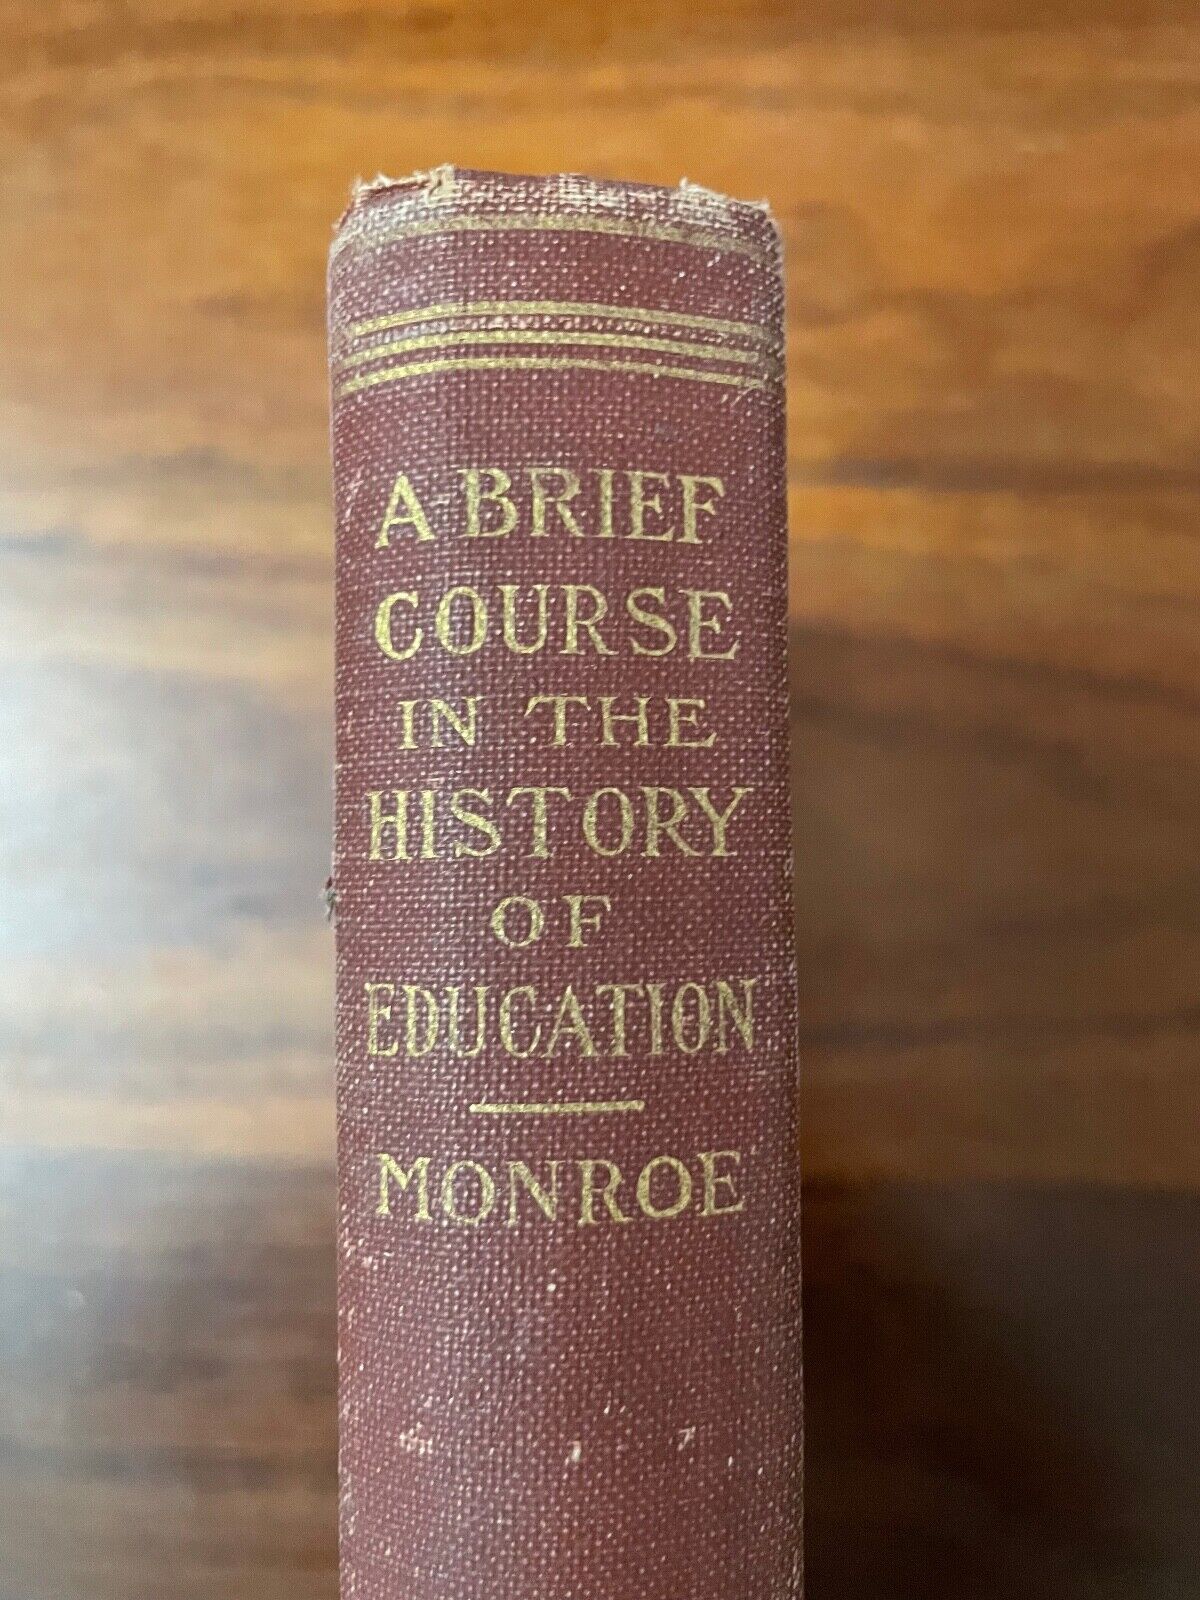 A BRIEF
COURSE
IN THE
HISTORY
OF
EDUCATION
MONROE